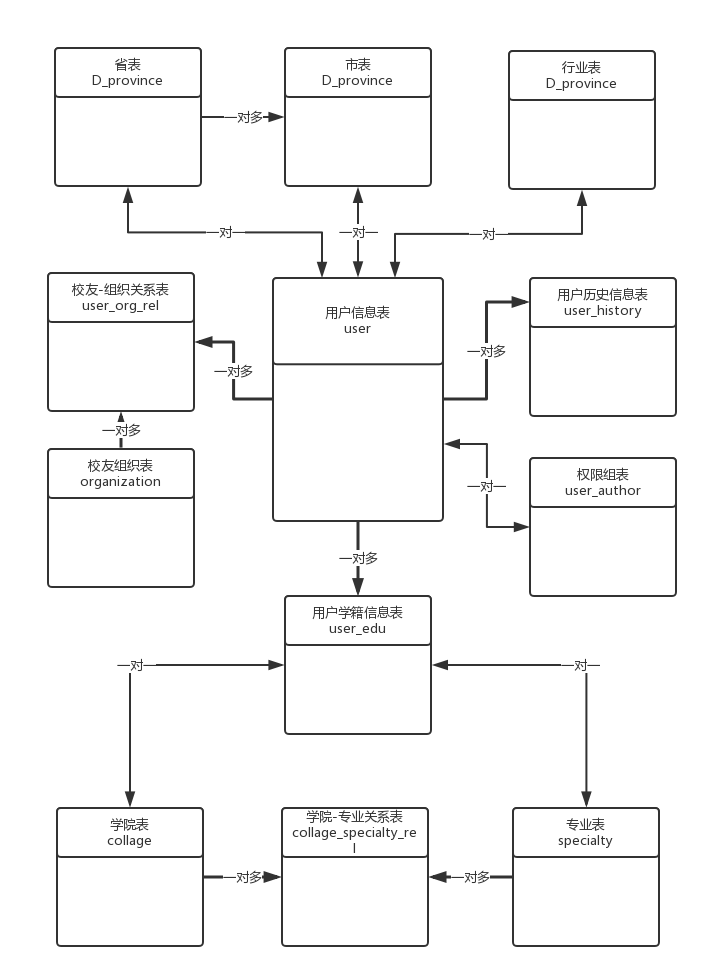 省表
D_province
市表
D_province
行业表
D_province
一对多
一对一
一对一
一对一
校友-组织关系表
user_org_rel
用户信息表
user
用户历史信息表
user_history
一对多
一对多
一对多
校友组织表
organization
权限组表
user_author
一对一
一对多
用户学籍信息表
user_edu
一对一
一对一
学院表
collage
学院-专业关系表
collage_specialty_re
l
专业表
specialty
一对多
一对多